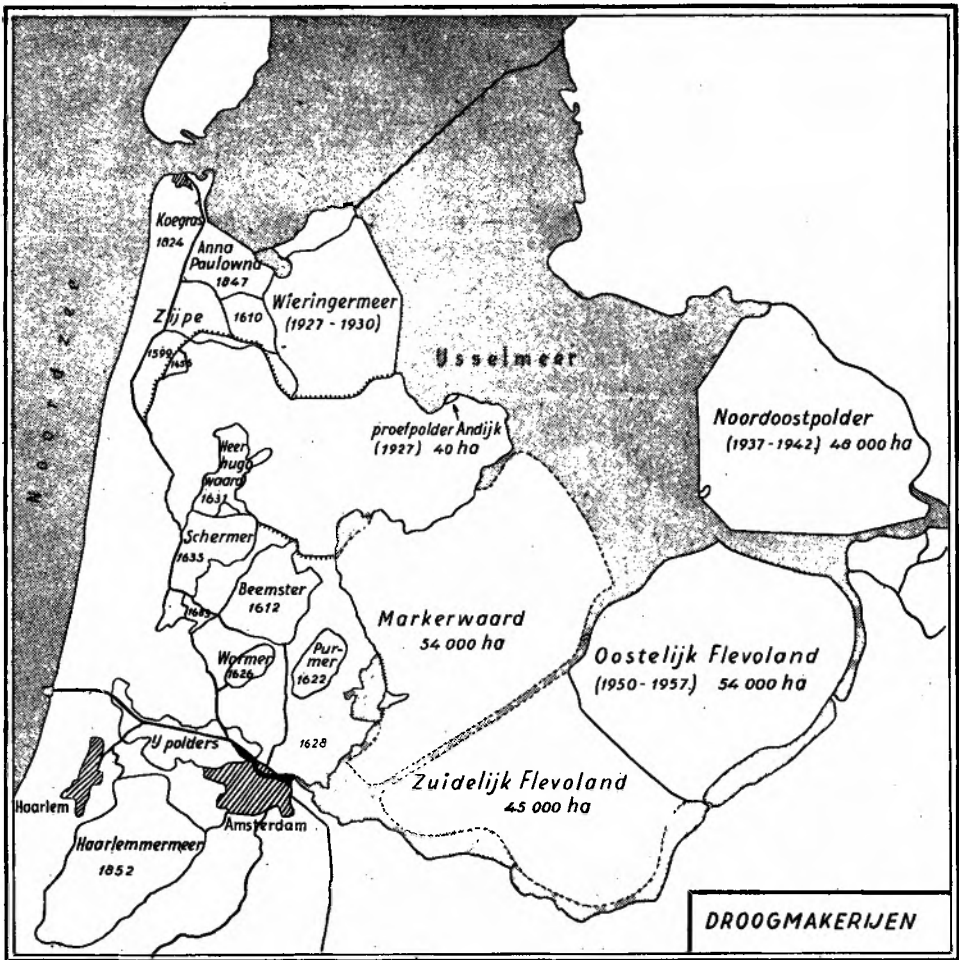 Koegras
1824
Anna
Paulowna
1847
Zijpe
1610
Wieringermeer
(1927 - 1930)
1599
IJsselmeer
Noordzee
proefpolder Andijk
(1927) 40 ha
Noordoostpolder
(1937-1942) 48 000 ha
Heer
hugo
waard
1631
Schermer
1635
Beemster
1612
Markerwaard
54 000 ha
Oostelijk Flevoland
(1950 - 1957.) 54 000 ha
Wormer
1626
Pur-
mer
1622
1628
IJ polders
Zuidelijk Flevoland
45 000 ha
Haarlem
Amsterdam
Haarlemmermeer
1852
DROOGMAKERIJEN